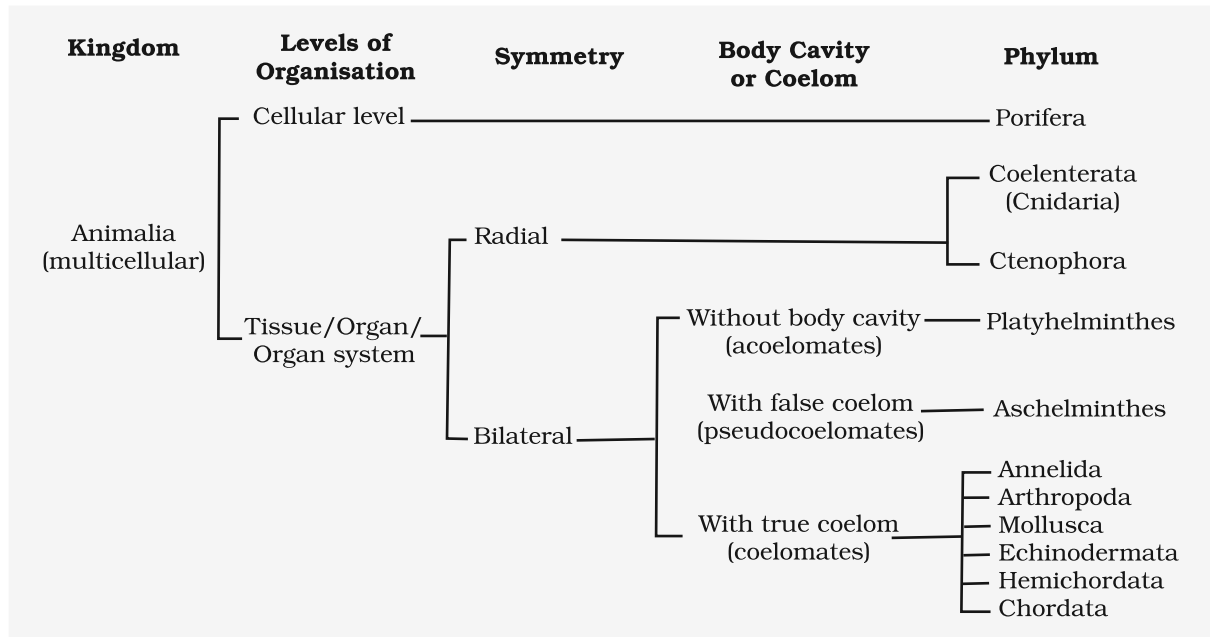 Kingdom
Levels of
Organisation
Symmetry
Body Cavity
or Coelom
Phylum
Cellular level
Porifera
Coelenterata
(Cnidaria)
Animalia
(multicellular)
Radial
Ctenophora
Tissue/Organ/
Organ system
Without body cavity
(acoelomates)
Platyhelminthes
With false coelom
(pseudocoelomates)
Aschelminthes
Bilateral
With true coelom
(coelomates)
Annelida
Arthropoda
Mollusca
Echinodermata
Hemichordata
Chordata